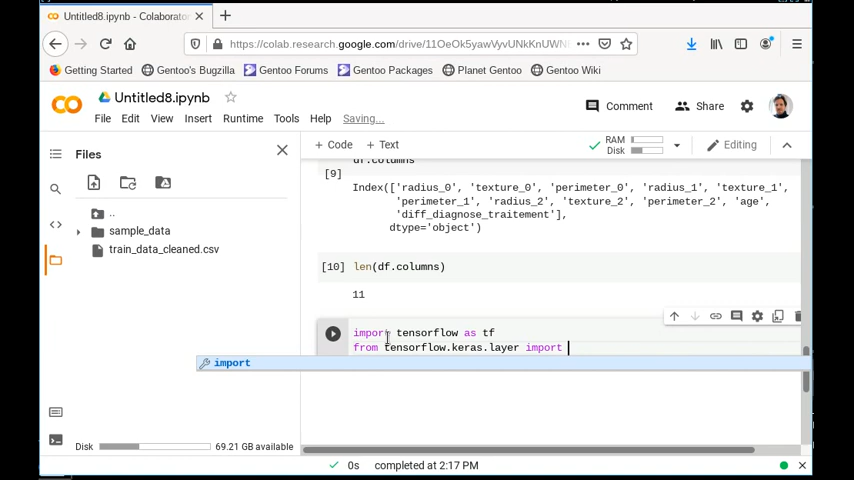 Untitled8.ipynb - Colaborato
https://colab.research.google.com/drive/11OeOk5yawVyvUNkKnUWN
Getting Started Gentoo's Bugzilla Gentoo Forums Gentoo Packages Planet Gentoo Gentoo Wiki
Untitled8.ipynb
Comment Share
File Edit View Insert Runtime Tools Help Saving...
+ Code + Text
RAM
Disk
Editing
Files
..
sample_data
train_data_cleaned.csv
Disk 69.21 GB available
df.columns
[9]
Index(['radius_0', 'texture_0', 'perimeter_0', 'radius_1', 'texture_1',
'perimeter_1', 'radius_2', 'texture_2', 'perimeter_2', 'age',
'diff_diagnose_traitement'],
dtype='object')
[10] len(df.columns)
11
import tensorflow as tf
from tensorflow.keras.layer import
import
0s completed at 2:17 PM